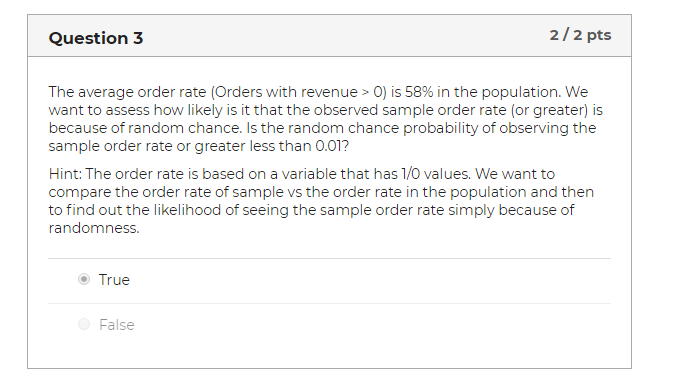 Question 3
2 / 2 pts
The average order rate (Orders with revenue > 0) is 58% in the population. We
want to assess how likely is it that the observed sample order rate (or greater) is
because of random chance. Is the random chance probability of observing the
sample order rate or greater less than 0.01?
Hint: The order rate is based on a variable that has 1/0 values. We want to
compare the order rate of sample vs the order rate in the population and then
to find out the likelihood of seeing the sample order rate simply because of
randomness.
True
False